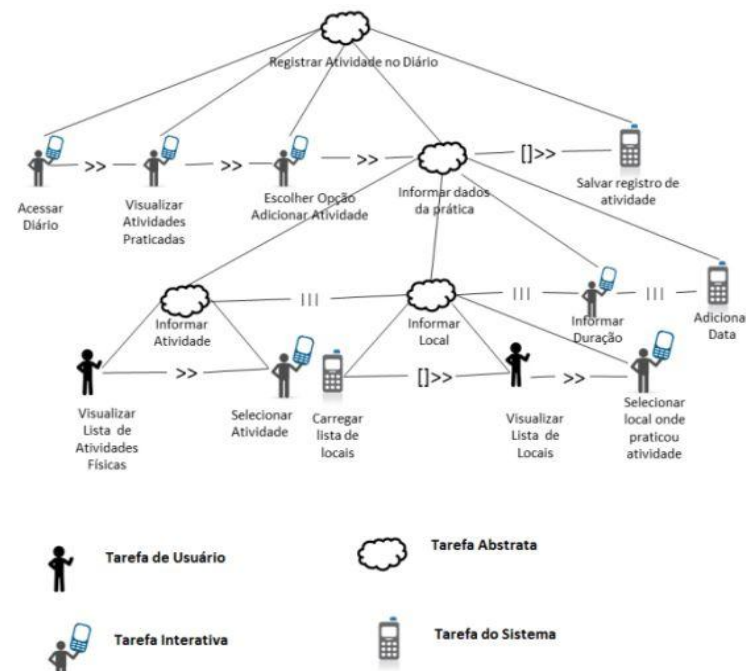 Registrar Atividade no Diário
>>
>>
>>
[]>>
Acessar
Diário
Visualizar
Atividades
Praticadas
Escolher Opção
Adicionar Atividade
Informar dados
da prática
Salvar registro de
atividade
|||
|||
|||
Informar
Atividade
Informar
Local
Informar
Duração
Adiciona
Data
>>
[]>>
>>
Visualizar
Lista de
Atividades
Físicas
Selecionar
Atividade
Carregar
lista de
locais
Visualizar
Lista de
Locais
Selecionar
local onde
praticou
atividade
Tarefa de Usuário
Tarefa Abstrata
Tarefa Interativa
Tarefa do Sistema